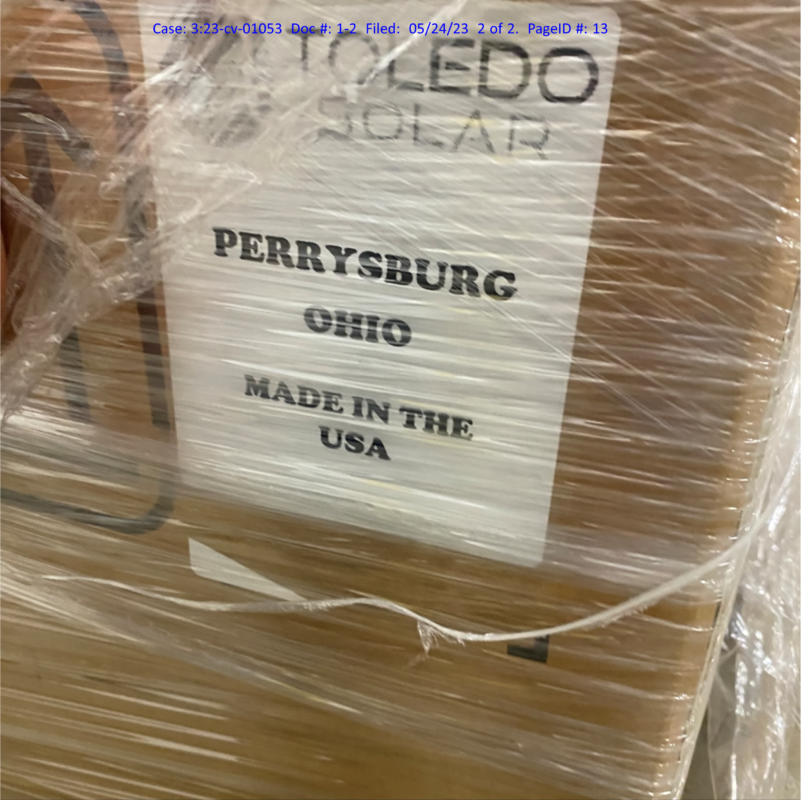 Case: 3:23-cv-01053 Doc #: 1-2 Filed: 05/24/23 2 of 2. PageID #: 13
TOLEDO
SOLAR
PERRYSBURG
OHIO
MADE IN THE
USA